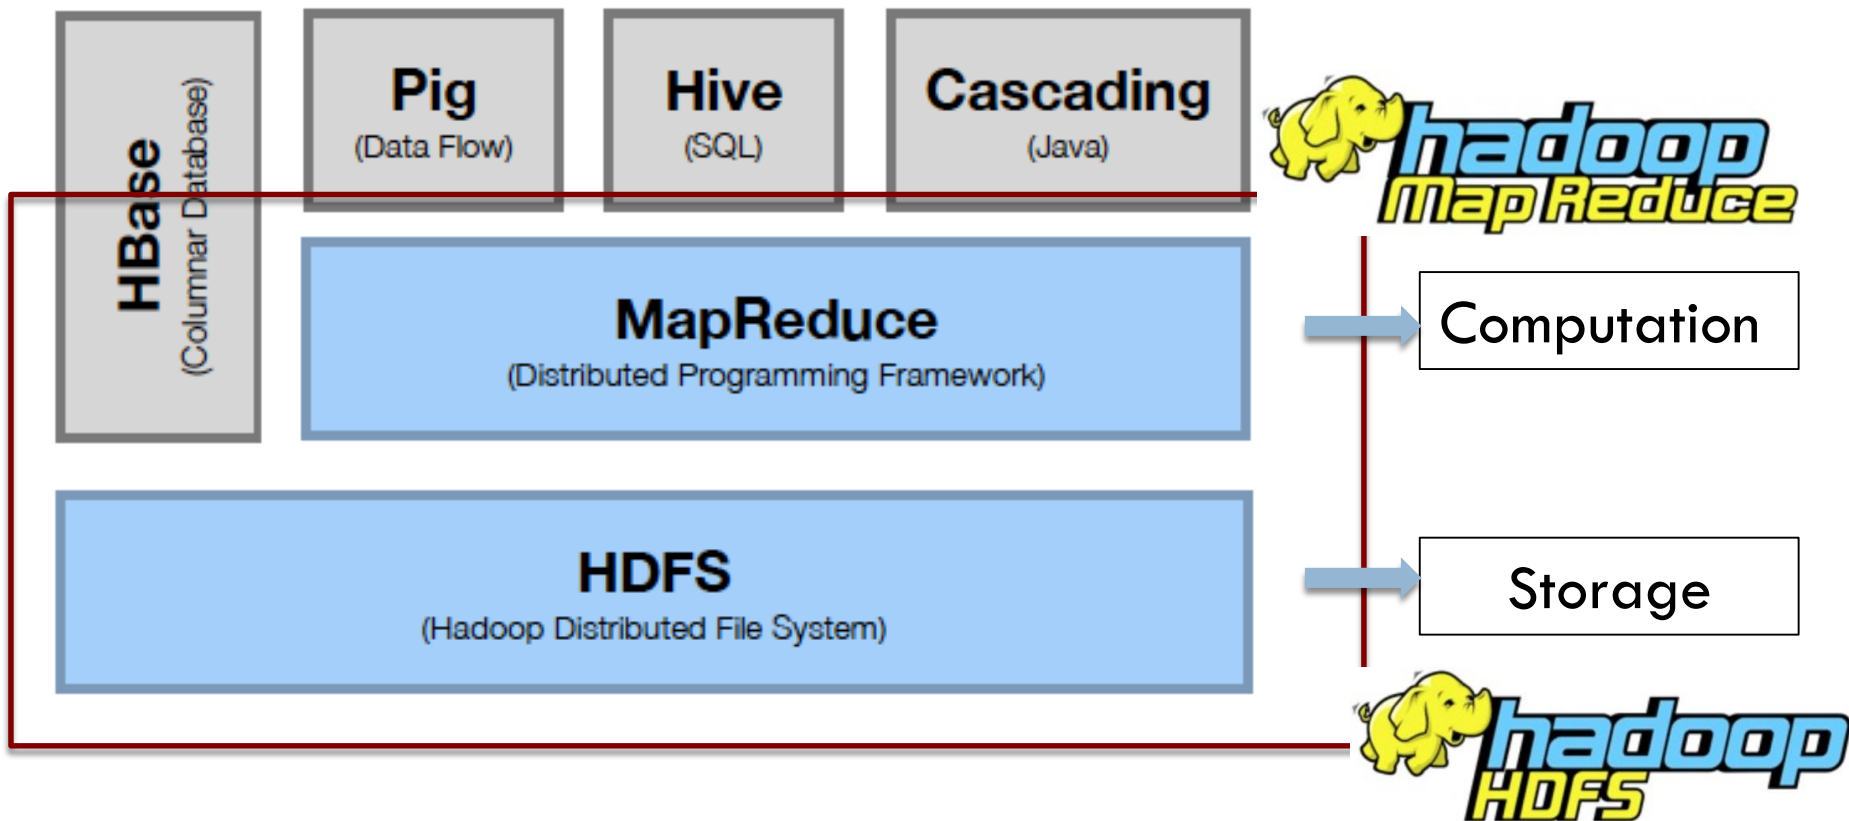 HBase
(Columnar Database)
Pig
(Data Flow)
Hive
(SQL)
Cascading
(Java)
hadoop
Map Reduce
MapReduce
(Distributed Programming Framework)
Computation
HDFS
(Hadoop Distributed File System)
Storage
hadoop
HDFS